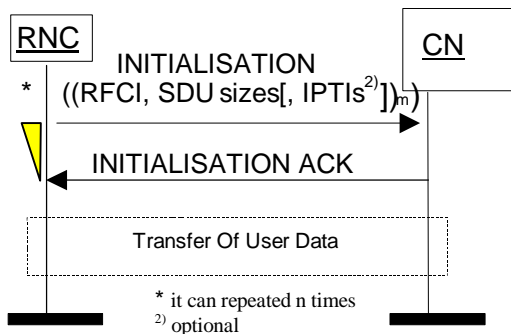 RNC
CN
INITIALISATION
* ((RFCI, SDU sizes[, IPTIs2)])m)
INITIALISATION ACK
Transfer Of User Data
* it can repeated n times
2) optional